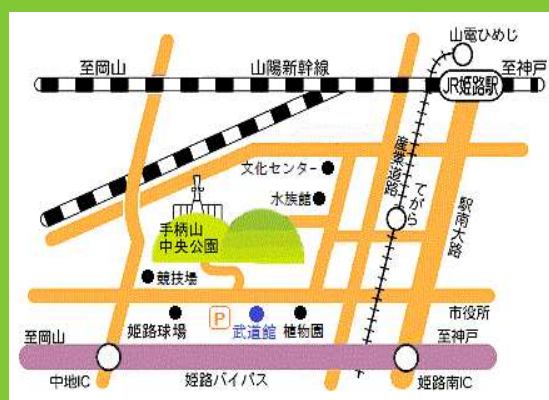 山電ひめじ
至岡山
山陽新幹線
至神戸
JR姫路駅
文化センター
産業道路
水族館
てがら
駅南大路
手柄山
中央公園
競技場
市役所
姫路球場
P
武道館
植物園
至岡山
至神戸
中地IC
姫路バイパス
姫路南IC